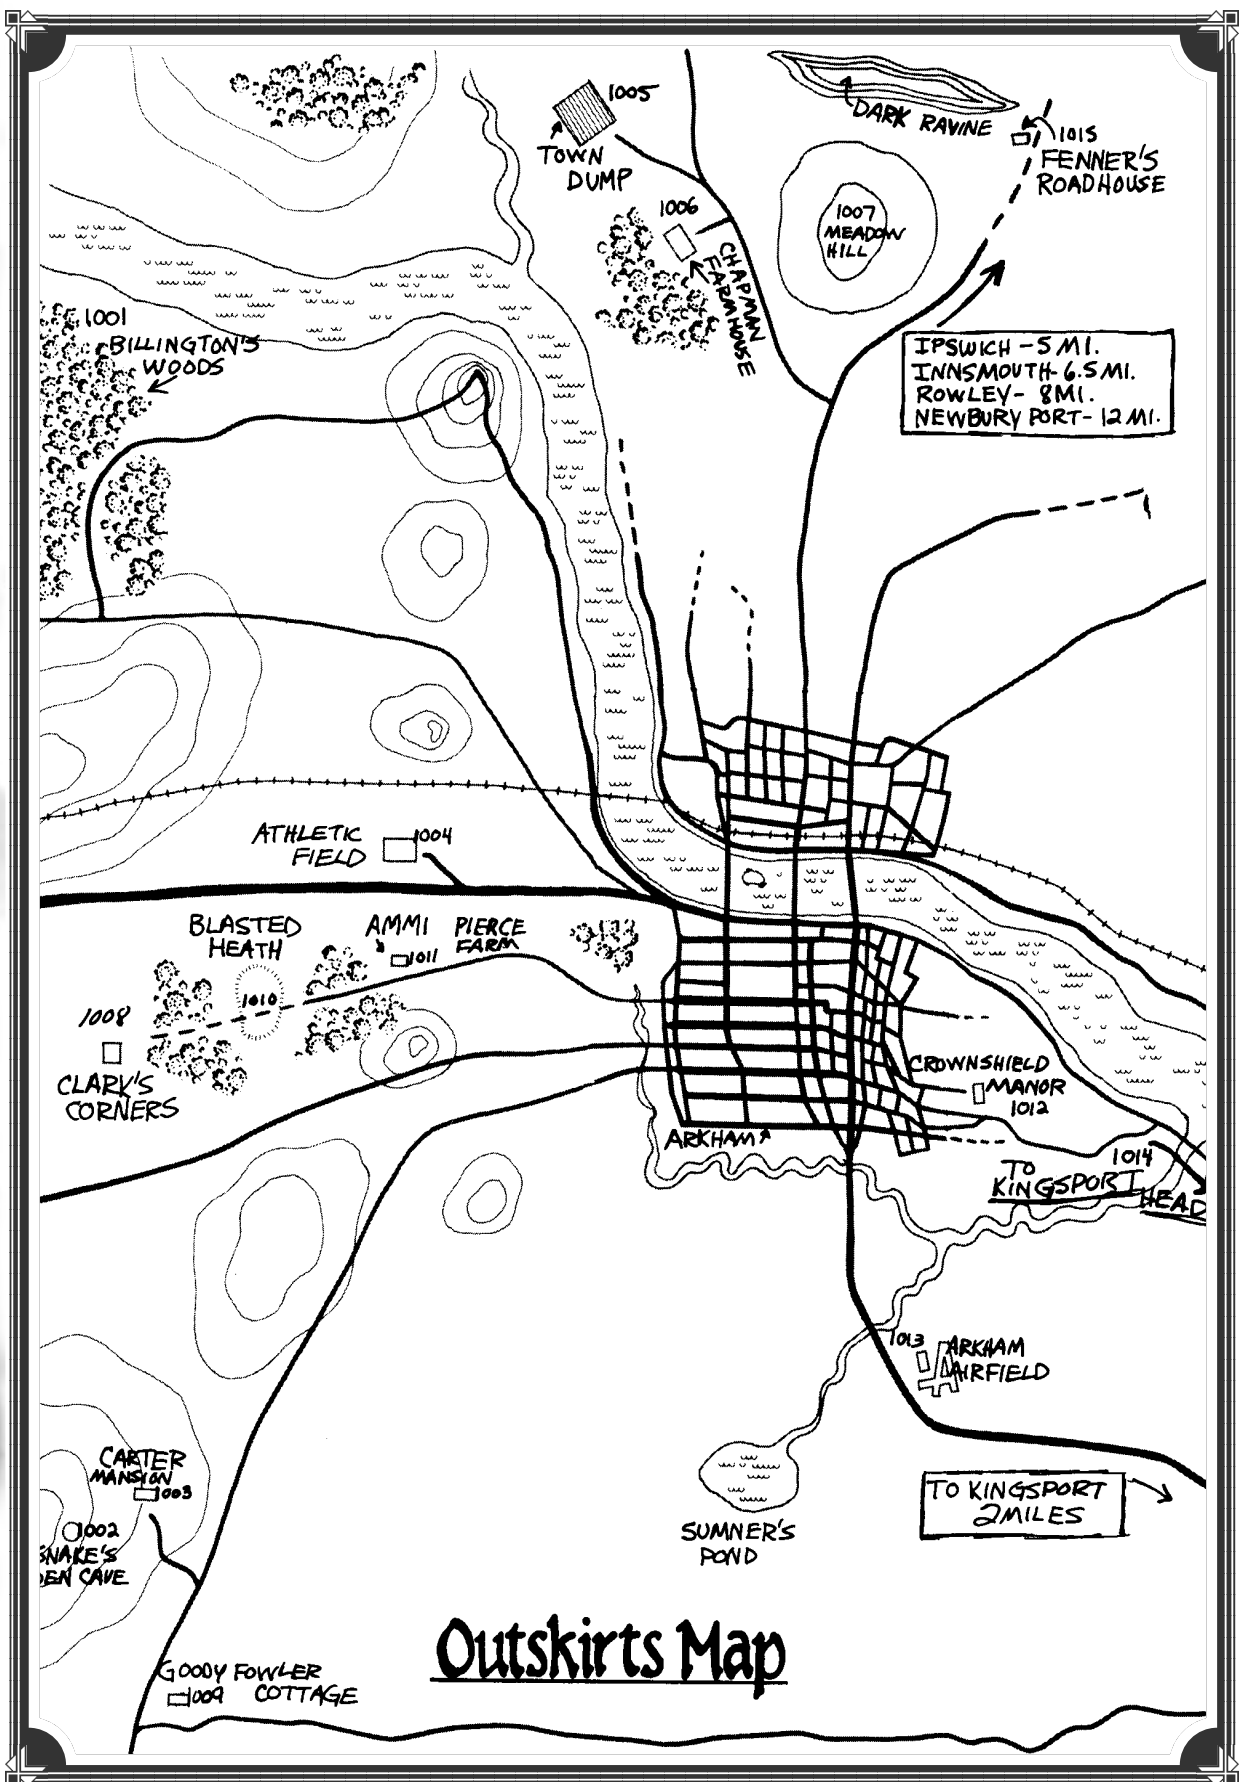 1005
TOWN
DUMP
DARK RAVINE
1015
FENNER'S
ROADHOUSE
1006
CHAPMAN
FARMHOUSE
1007
MEADOW
HILL
1001
BILLINGTON'S
WOODS
IPSWICH - 5 MI.
INNSMOUTH - 6.5 MI.
ROWLEY - 8 MI.
NEWBURY PORT - 12 MI.
ATHLETIC
FIELD
1004
BLASTED
HEATH
1010
AMMI PIERCE
FARM
1011
1008
CLARK'S
CORNERS
CROWNSHIELD
MANOR
1012
ARKHAM
1014
TO
KINGSPORT
HEAD
1013
ARKHAM
AIRFIELD
CARTER
MANSION
1003
1002
SNAKE'S
DEN CAVE
TO KINGSPORT
2 MILES
SUMNER'S
POND
Outskirts Map
GOODY FOWLER
COTTAGE
1009